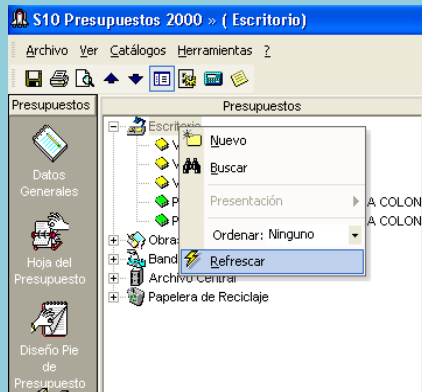 S10 Presupuestos 2000 » ( Escritorio)
Archivo Ver Catálogos Herramientas ?
Presupuestos
Presupuestos
Datos
Generales
Hoja del
Presupuesto
Diseño Pie
de
Presupuesto
Escritorio
V
V
V
P
A COLON
P
A COLON
Obras
Band
Archivo Central
Papelera de Reciclaje
Nuevo
Buscar
Presentación
Ordenar: Ninguno
Refrescar